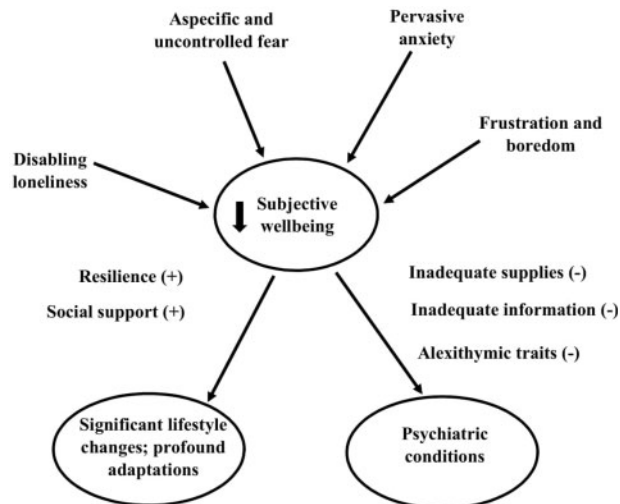 Aspecific and
uncontrolled fear
Pervasive
anxiety
Frustration and
boredom
Disabling
loneliness
Subjective
wellbeing
Resilience (+)
Social support (+)
Inadequate supplies (-)
Inadequate information (-)
Alexithymic traits (-)
Significant lifestyle
changes; profound
adaptations
Psychiatric
conditions